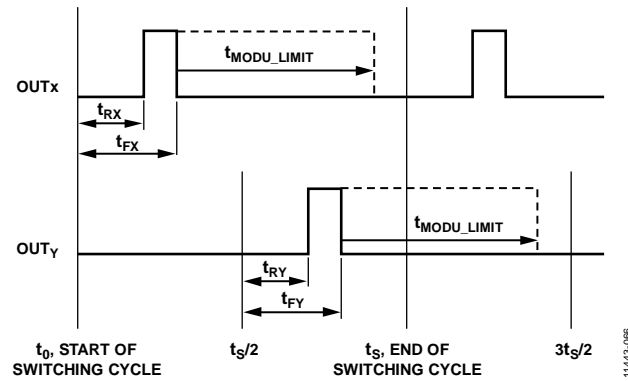 OUTx
tMODU_LIMIT
tRX
tFX
OUTY
tMODU_LIMIT
tRY
tFY
t0, START OF
SWITCHING CYCLE
tS/2
tS, END OF
SWITCHING CYCLE
3tS/2
11443-066